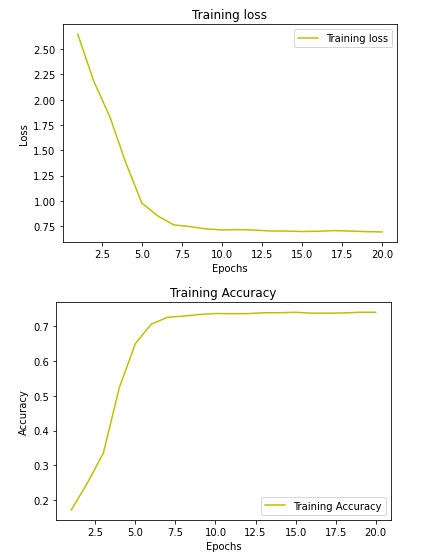 Training loss
Training loss
2.50
2.25
2.00
1.75
1.50
1.25
1.00
0.75
Loss
2.5 5.0 7.5 10.0 12.5 15.0 17.5 20.0
Epochs
Training Accuracy
0.7
0.6
0.5
0.4
0.3
0.2
Accuracy
Training Accuracy
2.5 5.0 7.5 10.0 12.5 15.0 17.5 20.0
Epochs